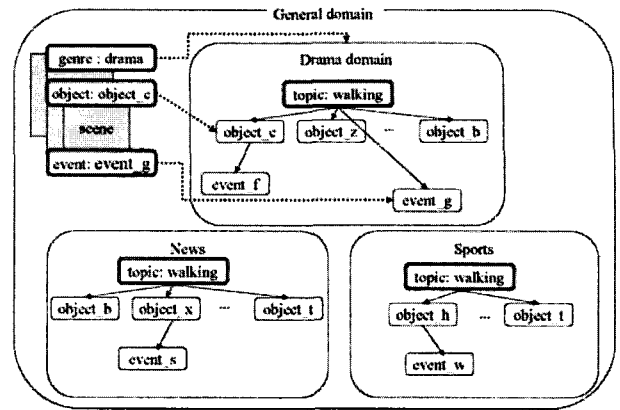 General domain
genre : drama
object: object_c
scene
event: event_g
Drama domain
topic: walking
object_c
object_z
...
object_b
event_f
event_g
News
topic: walking
object_b
object_x
...
object_t
event_s
Sports
topic: walking
object_h
...
object_t
event_w